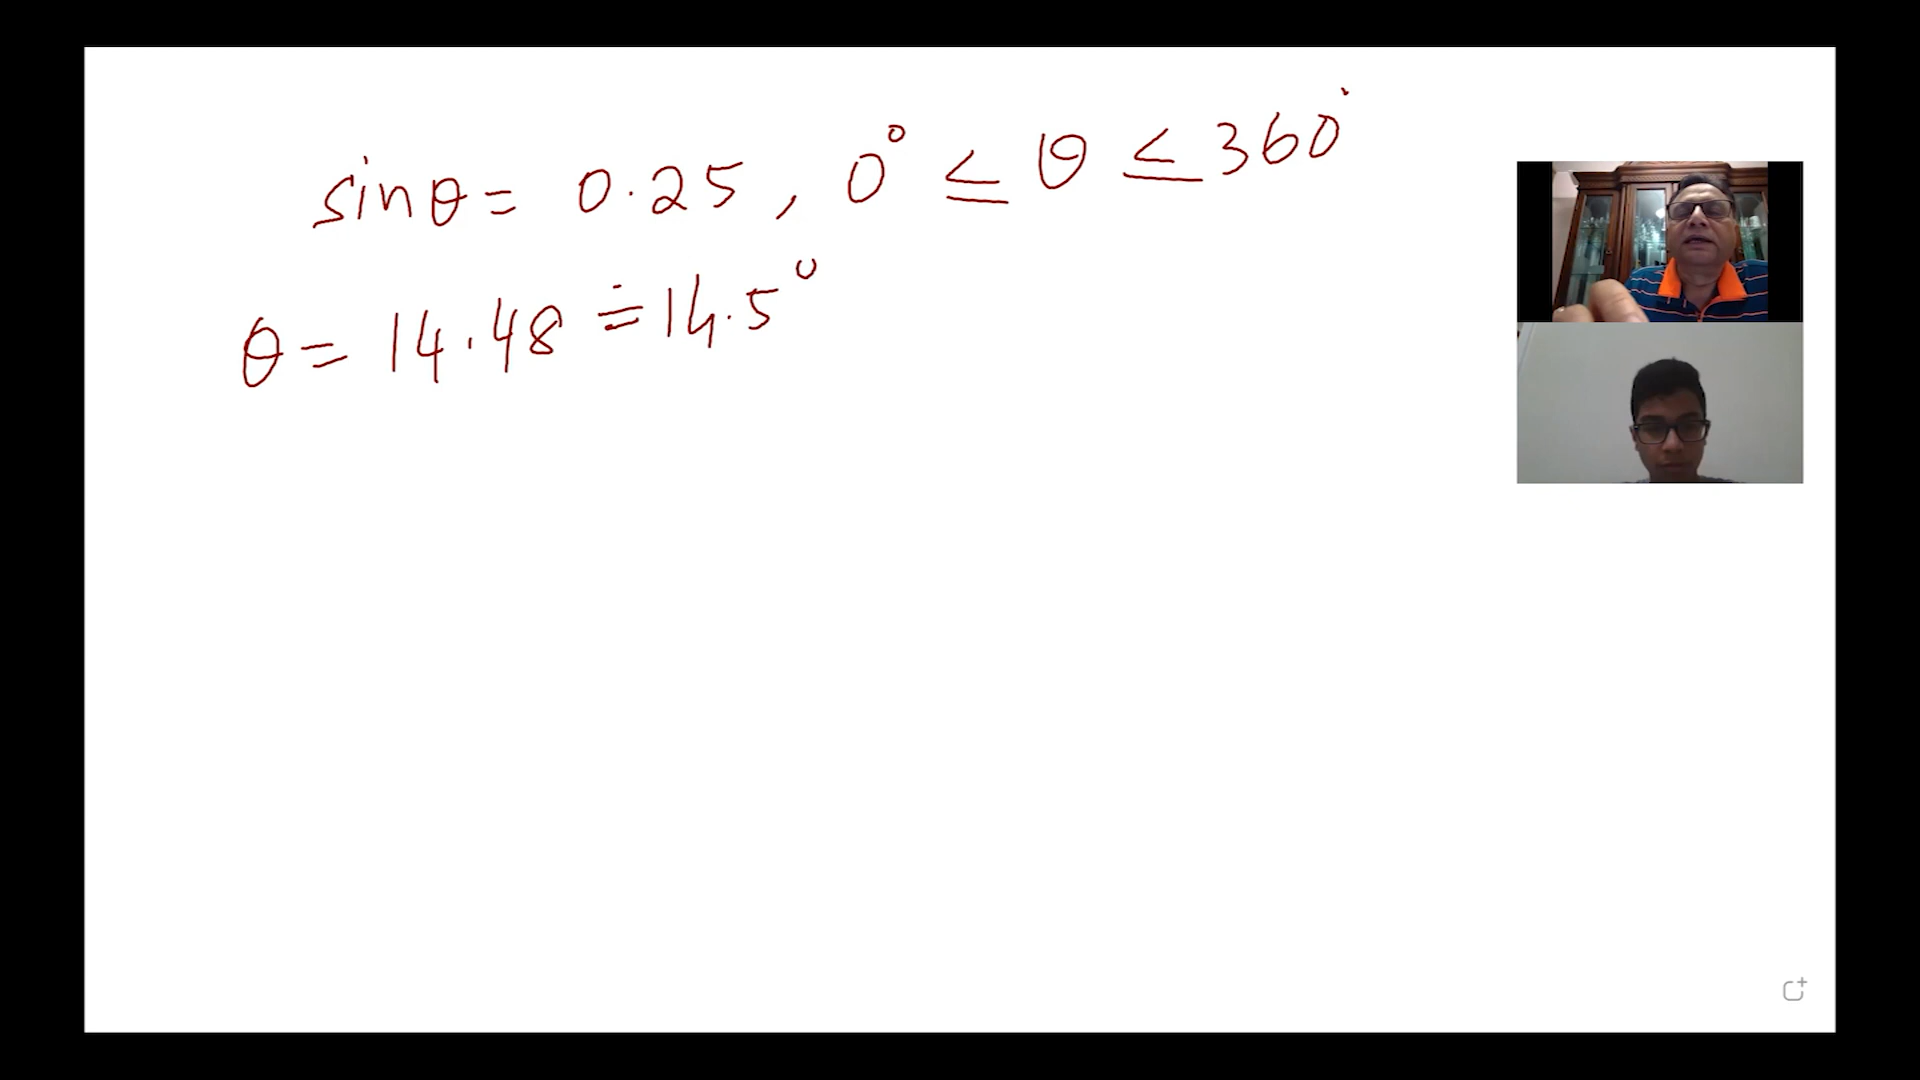 sinθ = 0.25, 0° ≤ θ ≤ 360°
θ = 14.48 ≐ 14.5°